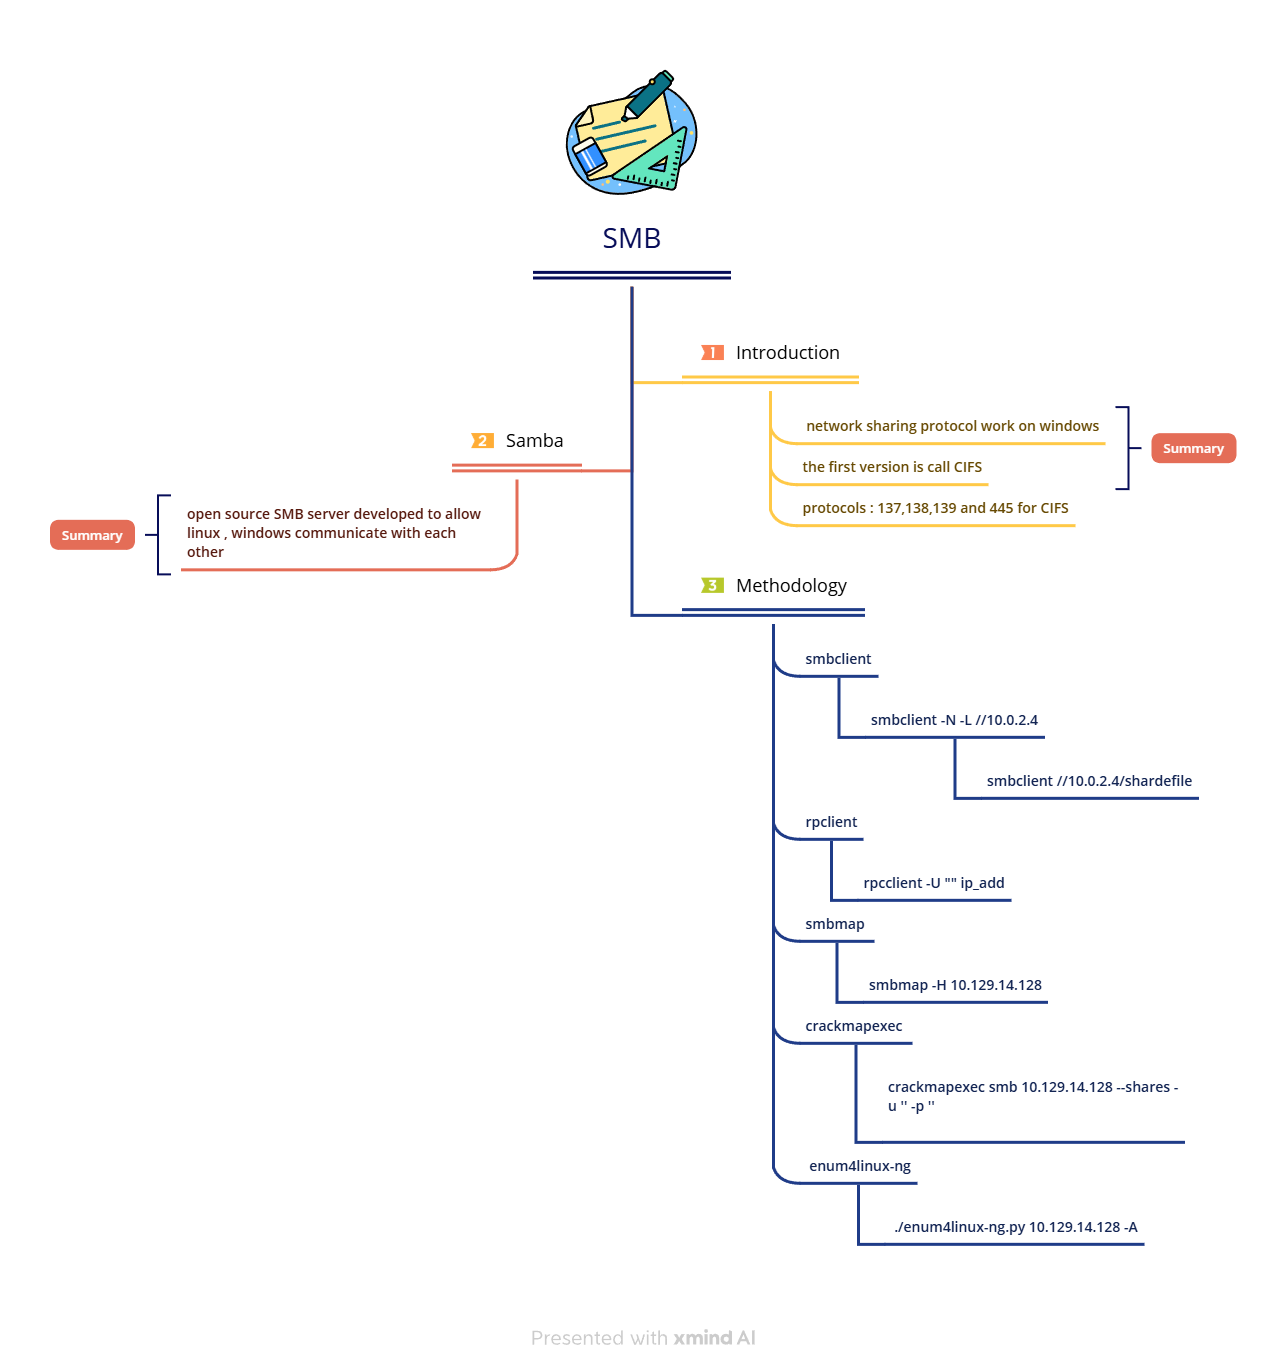 SMB
1 Introduction
network sharing protocol work on windows
the first version is call CIFS
protocols : 137,138,139 and 445 for CIFS
Summary
2 Samba
open source SMB server developed to allow
linux , windows communicate with each
other
Summary
3 Methodology
smbclient
smbclient -N -L //10.0.2.4
smbclient //10.0.2.4/shardefile
rpclient
rpcclient -U "" ip_add
smbmap
smbmap -H 10.129.14.128
crackmapexec
crackmapexec smb 10.129.14.128 --shares -
u '' -p ''
enum4linux-ng
./enum4linux-ng.py 10.129.14.128 -A
Presented with xmind AI